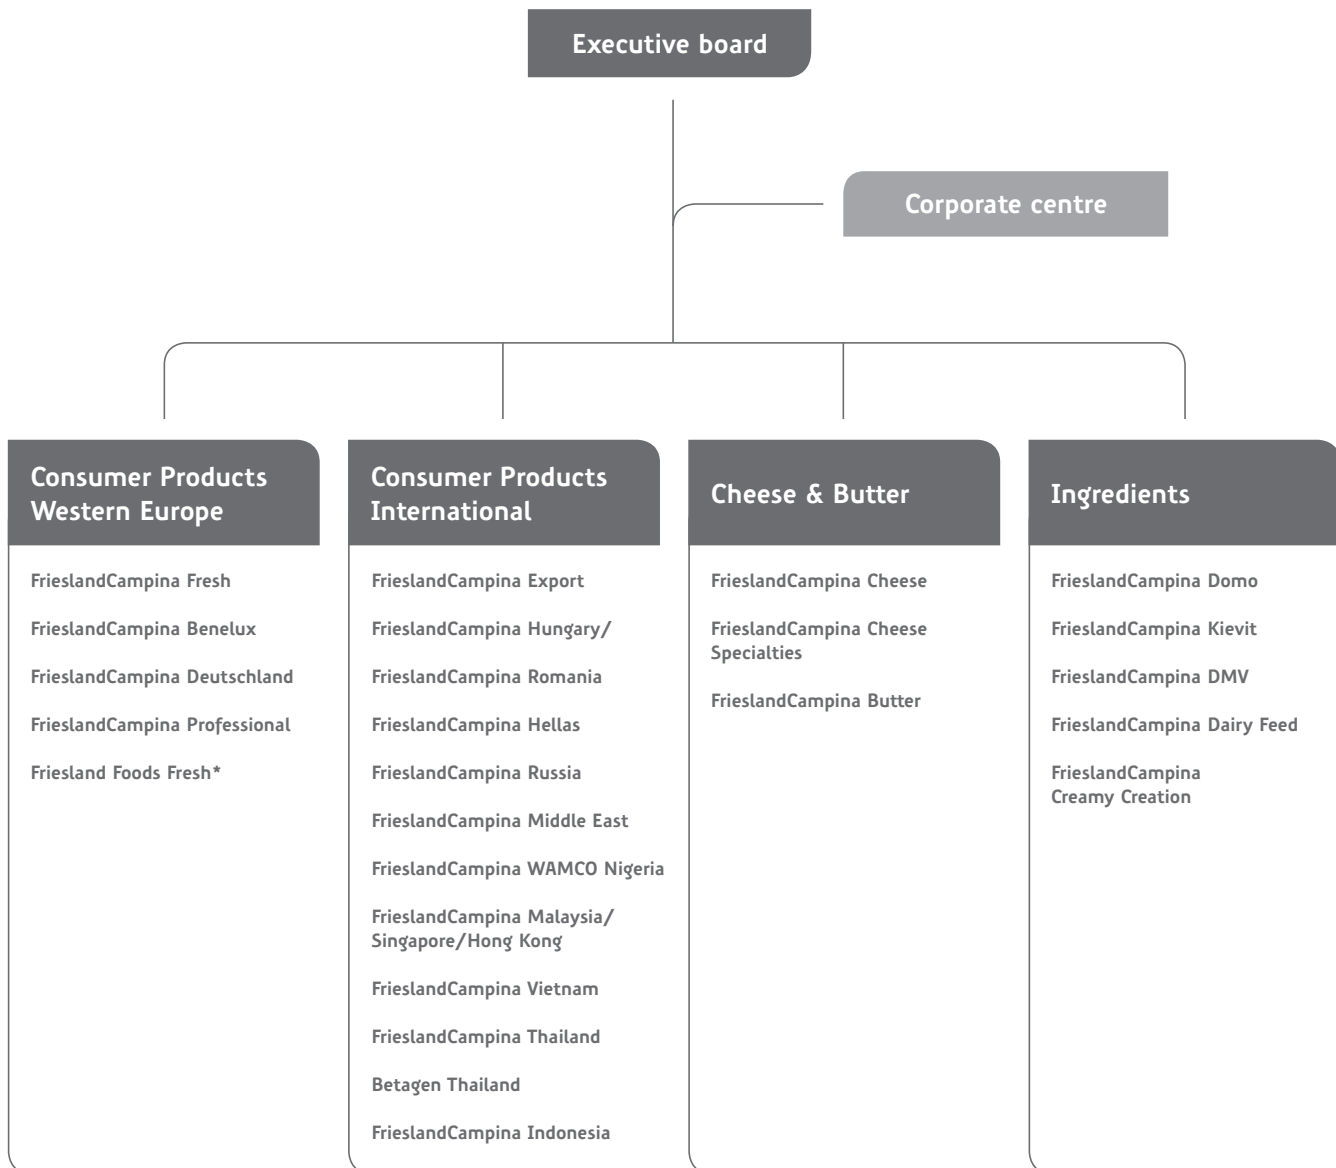 Executive board
Corporate centre
Consumer Products
Western Europe
FrieslandCampina Fresh
FrieslandCampina Benelux
FrieslandCampina Deutschland
FrieslandCampina Professional
Friesland Foods Fresh*
Consumer Products
International
FrieslandCampina Export
FrieslandCampina Hungary/
FrieslandCampina Romania
FrieslandCampina Hellas
FrieslandCampina Russia
FrieslandCampina Middle East
FrieslandCampina WAMCO Nigeria
FrieslandCampina Malaysia/
Singapore/Hong Kong
FrieslandCampina Vietnam
FrieslandCampina Thailand
Betagen Thailand
FrieslandCampina Indonesia
Cheese & Butter
FrieslandCampina Cheese
FrieslandCampina Cheese
Specialties
FrieslandCampina Butter
Ingredients
FrieslandCampina Domo
FrieslandCampina Kievit
FrieslandCampina DMV
FrieslandCampina Dairy Feed
FrieslandCampina
Creamy Creation